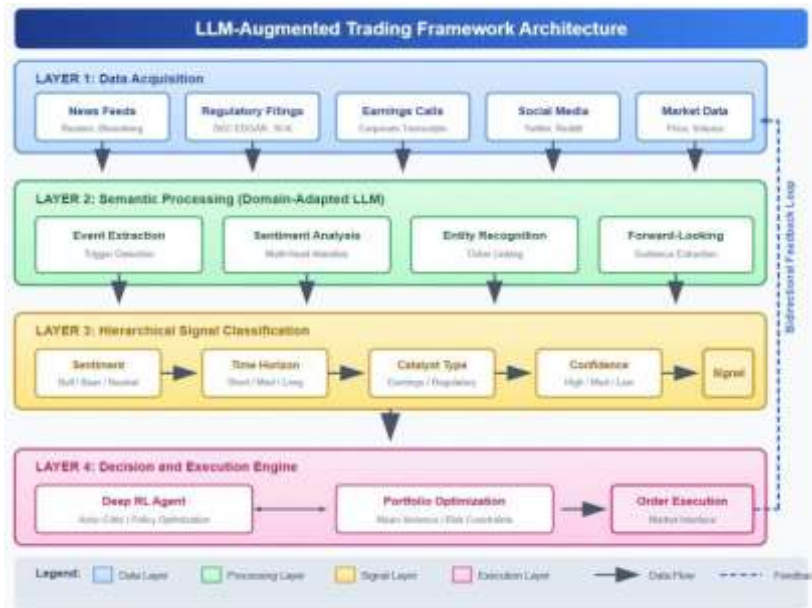 LLM-Augmented Trading Framework Architecture
LAYER 1: Data Acquisition
News Feeds Regulatory Filings Earnings Calls Social Media Market Data
Reuters, Bloomberg SEC EDGAR, 10-K Corporate Transcripts Twitter, Reddit Price, Volume
LAYER 2: Semantic Processing (Domain-Adapted LLM)
Event Extraction Sentiment Analysis Entity Recognition Forward-Looking
Trigger Detection Multi-head Attention Ticker Linking Guidance Extraction
LAYER 3: Hierarchical Signal Classification
Sentiment Time Horizon Catalyst Type Confidence Signal
Bull / Bear / Neutral Short / Med / Long Earnings / Regulatory High / Med / Low
LAYER 4: Decision and Execution Engine
Deep RL Agent Portfolio Optimization Order Execution
Actor-Critic / Policy Optimization Mean-Variance / Risk Constraints Market Interface
Bidirectional Feedback Loop
Legend: Data Layer Processing Layer Signal Layer Execution Layer Data Flow Feedback